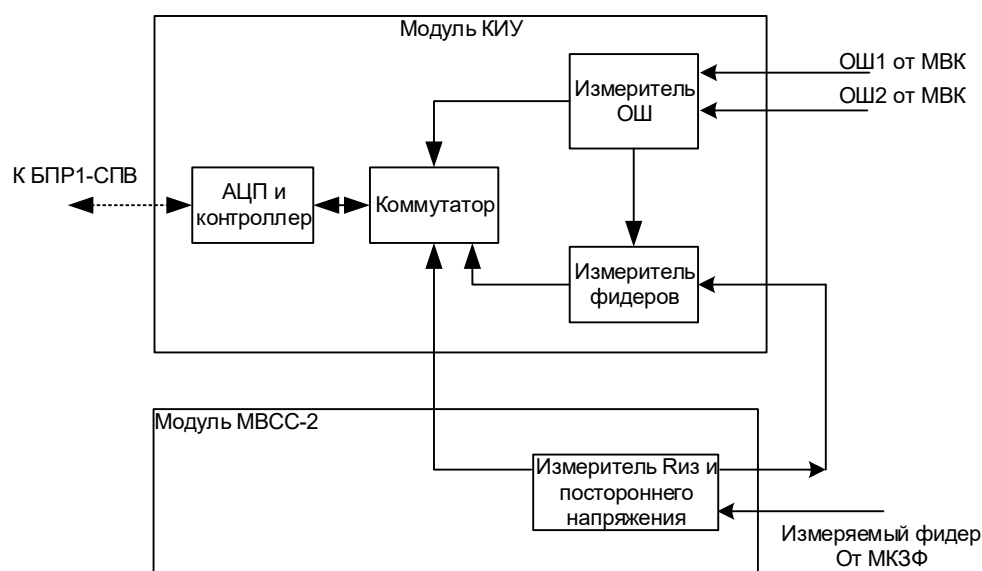 Модуль КИУ
ОШ1 от МВК
Измеритель
ОШ
ОШ2 от МВК
К БПР1-СПВ
АЦП и
контроллер
Коммутатор
Измеритель
фидеров
Модуль МВСС-2
Измеритель Rиз и
постороннего
напряжения
Измеряемый фидер
От МКЗФ